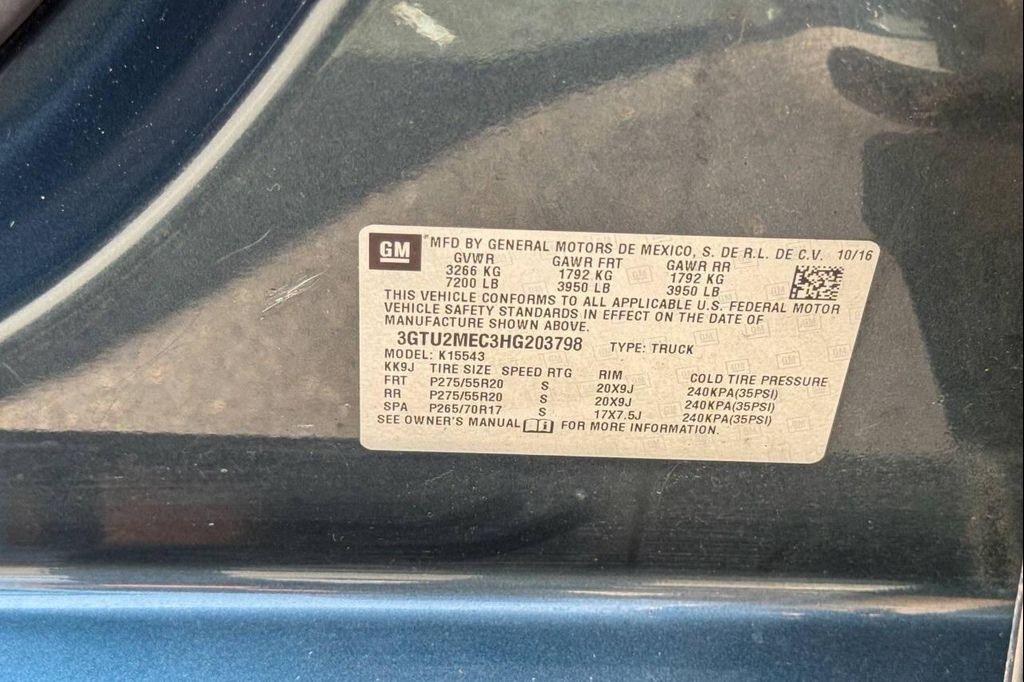 GM MFD BY GENERAL MOTORS DE MEXICO, S. DE R.L. DE C.V. 10/16
GVWR GAWR FRT GAWR RR
3266 KG 1792 KG 1792 KG
7200 LB 3950 LB 3950 LB
THIS VEHICLE CONFORMS TO ALL APPLICABLE U.S. FEDERAL MOTOR
VEHICLE SAFETY STANDARDS IN EFFECT ON THE DATE OF
MANUFACTURE SHOWN ABOVE.
3GTU2MEC3HG203798 TYPE: TRUCK
MODEL: K15543
KK9J TIRE SIZE SPEED RTG RIM COLD TIRE PRESSURE
FRT P275/55R20 S 20X9J 240KPA(35PSI)
RR P275/55R20 S 20X9J 240KPA(35PSI)
SPA P265/70R17 S 17X7.5J 240KPA(35PSI)
SEE OWNER'S MANUAL FOR MORE INFORMATION.